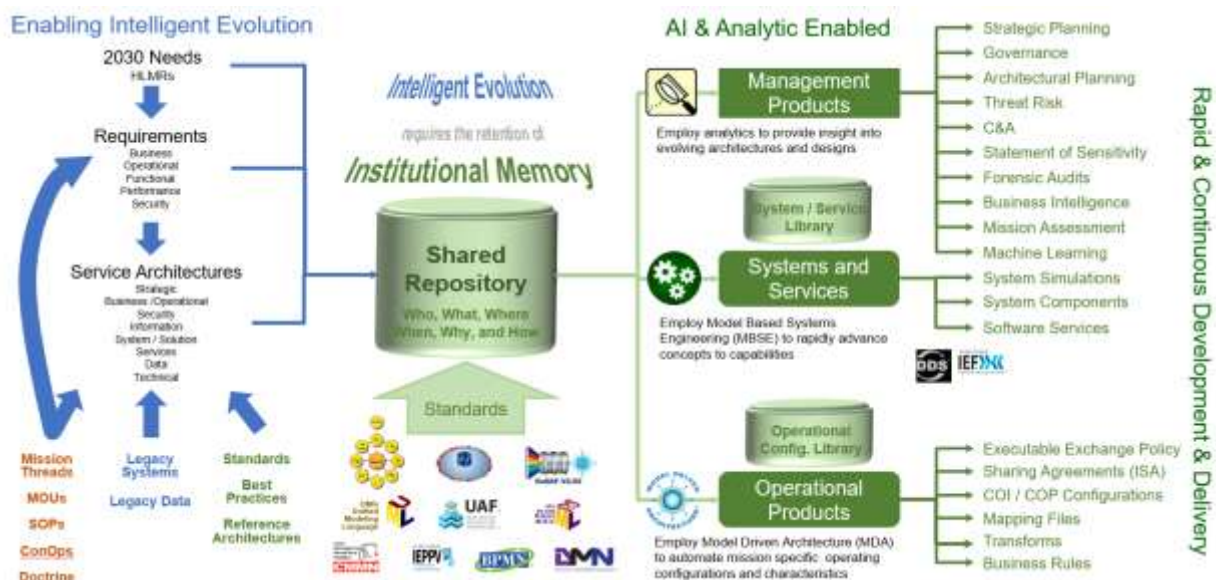 Enabling Intelligent Evolution
2030 Needs
HLMRs
Requirements
Business
Operational
Functional
Performance
Security
Service Architectures
Strategic
Business /Operational
Security
Information
System / Solution
Services
Data
Technical
Mission
Threads
MOUs
SOPs
ConOps
Doctrine
Legacy
Systems
Legacy Data
Standards
Best
Practices
Reference
Architectures
Intelligent Evolution
requires the retention of
Institutional Memory
Shared
Repository
Who, What, Where
When, Why, and How
Standards
UML
Unified
Modeling
Language
UAF
CMMN
IEPPV
BPMN
DMN
AI & Analytic Enabled
Management
Products
Employ analytics to provide insight into
evolving architectures and designs
System / Service
Library
Systems and
Services
Employ Model Based Systems
Engineering (MBSE) to rapidly advance
concepts to capabilities
DDS
IEF
Operational
Config. Library
Operational
Products
Employ Model Driven Architecture (MDA)
to automate mission specific operating
configurations and characteristics
Strategic Planning
Governance
Architectural Planning
Threat Risk
C&A
Statement of Sensitivity
Forensic Audits
Business Intelligence
Mission Assessment
Machine Learning
System Simulations
System Components
Software Services
Executable Exchange Policy
Sharing Agreements (ISA)
COI / COP Configurations
Mapping Files
Transforms
Business Rules
Rapid & Continuous Development & Delivery